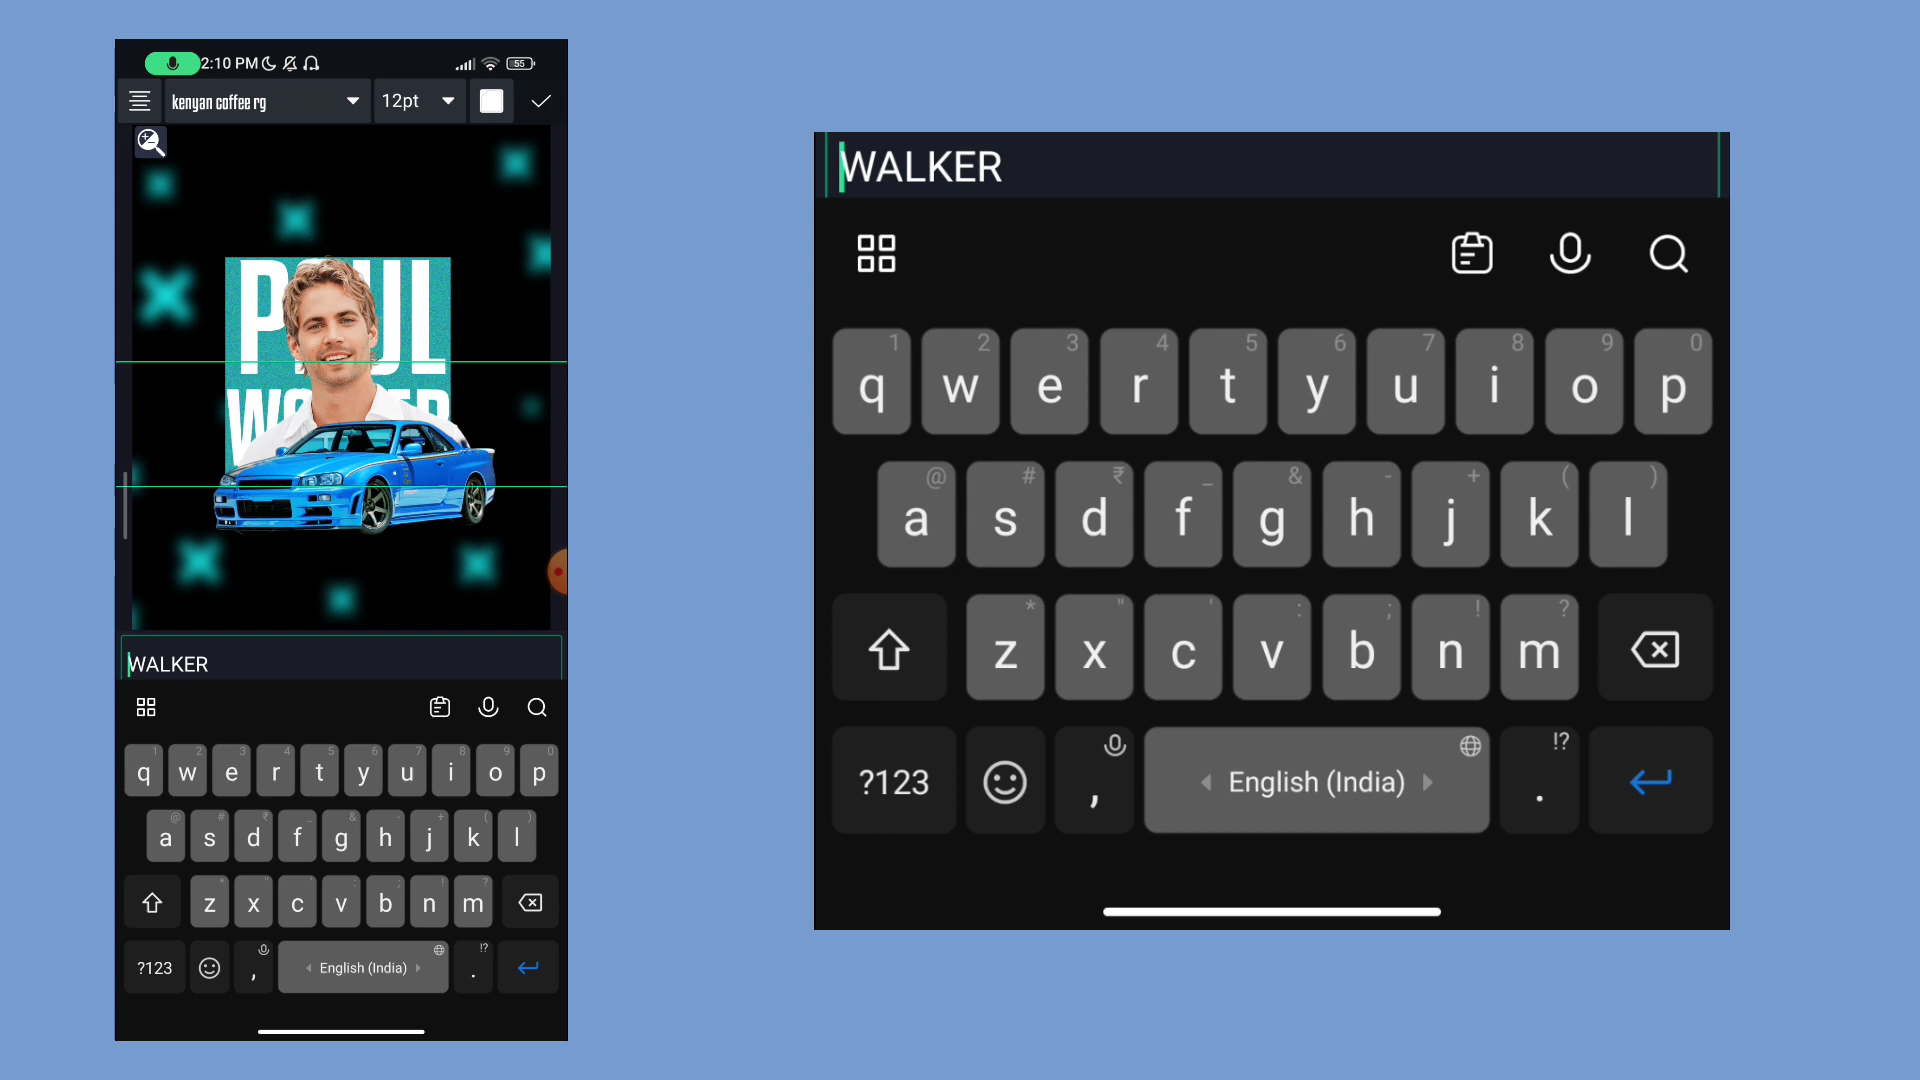 2:10 PM 55
kenyan coffee rg 12pt
PAUL
WALKER
1 2 3 4 5 6 7 8 9 0
q w e r t y u i o p
@ # ₹ _ & - + ( )
a s d f g h j k l
* " ' : ; ! ?
z x c v b n m
!?
?123 , English (India) .
WALKER
1 2 3 4 5 6 7 8 9 0
q w e r t y u i o p
@ # ₹ _ & - + ( )
a s d f g h j k l
* " ' : ; ! ?
z x c v b n m
!?
?123 , English (India) .